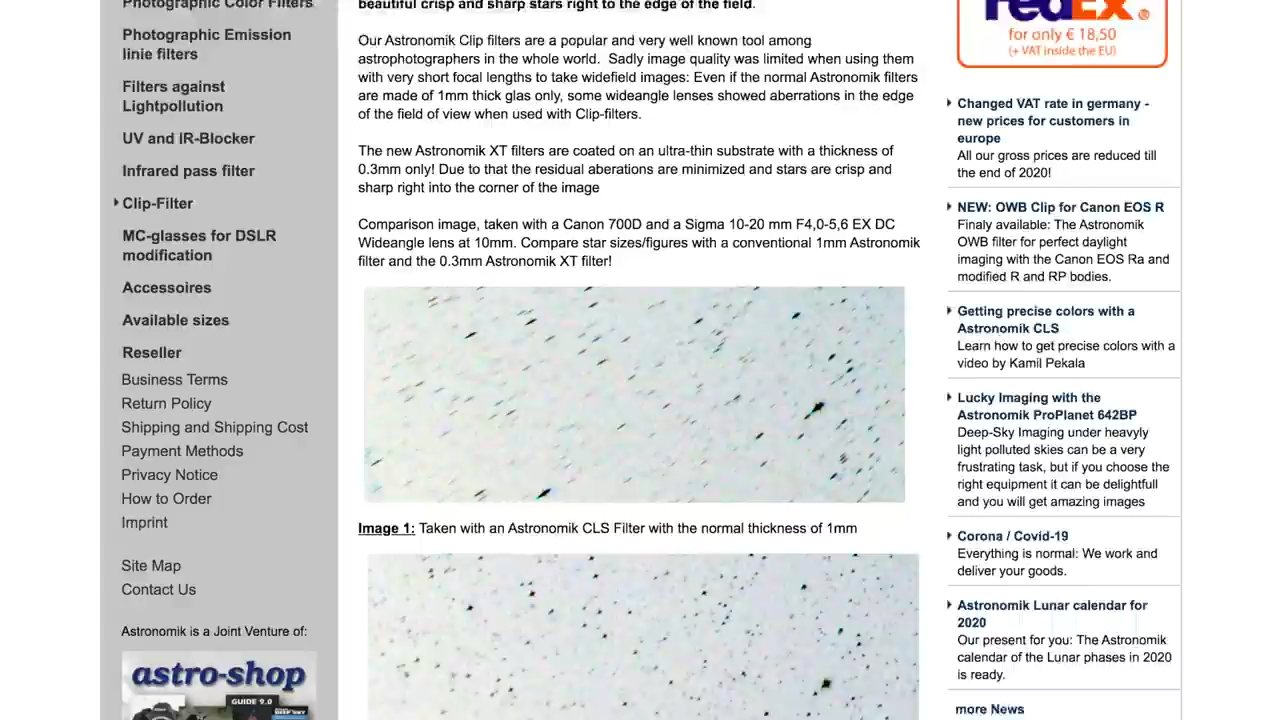 Photographic Color Filters
Photographic Emission
linie filters
Filters against
Lightpollution
UV and IR-Blocker
Infrared pass filter
Clip-Filter
MC-glasses for DSLR
modification
Accessoires
Available sizes
Reseller
Business Terms
Return Policy
Shipping and Shipping Cost
Payment Methods
Privacy Notice
How to Order
Imprint
Site Map
Contact Us
Astronomik is a Joint Venture of:
astro-shop
GUIDE 9.0
beautiful crisp and sharp stars right to the edge of the field.
Our Astronomik Clip filters are a popular and very well known tool among
astrophotographers in the whole world. Sadly image quality was limited when using them
with very short focal lengths to take widefield images: Even if the normal Astronomik filters
are made of 1mm thick glas only, some wideangle lenses showed aberrations in the edge
of the field of view when used with Clip-filters.
The new Astronomik XT filters are coated on an ultra-thin substrate with a thickness of
0.3mm only! Due to that the residual aberations are minimized and stars are crisp and
sharp right into the corner of the image
Comparison image, taken with a Canon 700D and a Sigma 10-20 mm F4,0-5,6 EX DC
Wideangle lens at 10mm. Compare star sizes/figures with a conventional 1mm Astronomik
filter and the 0.3mm Astronomik XT filter!
Image 1: Taken with an Astronomik CLS Filter with the normal thickness of 1mm
FedEx®
for only € 18,50
(+ VAT inside the EU)
Changed VAT rate in germany -
new prices for customers in
europe
All our gross prices are reduced till
the end of 2020!
NEW: OWB Clip for Canon EOS R
Finaly available: The Astronomik
OWB filter for perfect daylight
imaging with the Canon EOS Ra and
modified R and RP bodies.
Getting precise colors with a
Astronomik CLS
Learn how to get precise colors with a
video by Kamil Pekala
Lucky Imaging with the
Astronomik ProPlanet 642BP
Deep-Sky Imaging under heavyly
light polluted skies can be a very
frustrating task, but if you choose the
right equipment it can be delightfull
and you will get amazing images
Corona / Covid-19
Everything is normal: We work and
deliver your goods.
Astronomik Lunar calendar for
2020
Our present for you: The Astronomik
calendar of the Lunar phases in 2020
is ready.
more News